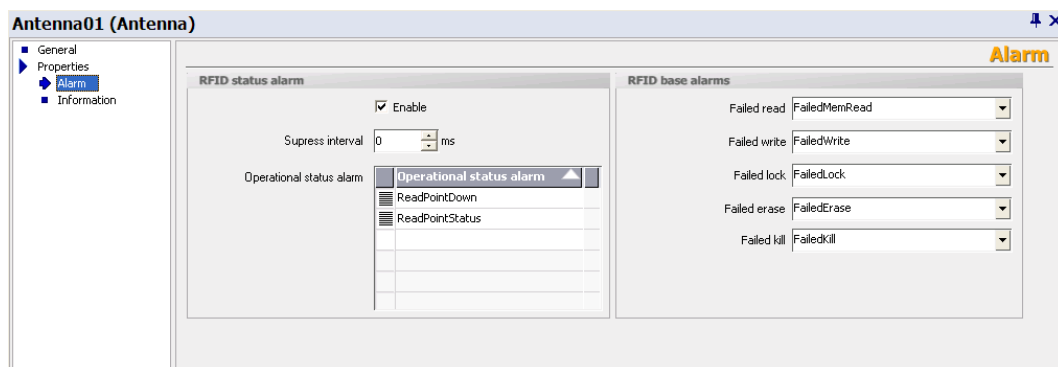 Antenna01 (Antenna)
General
Properties
Alarm
Information
Alarm
RFID status alarm
Enable
Supress interval 0 ms
Operational status alarm
Operational status alarm
ReadPointDown
ReadPointStatus
RFID base alarms
Failed read FailedMemRead
Failed write FailedWrite
Failed lock FailedLock
Failed erase FailedErase
Failed kill FailedKill